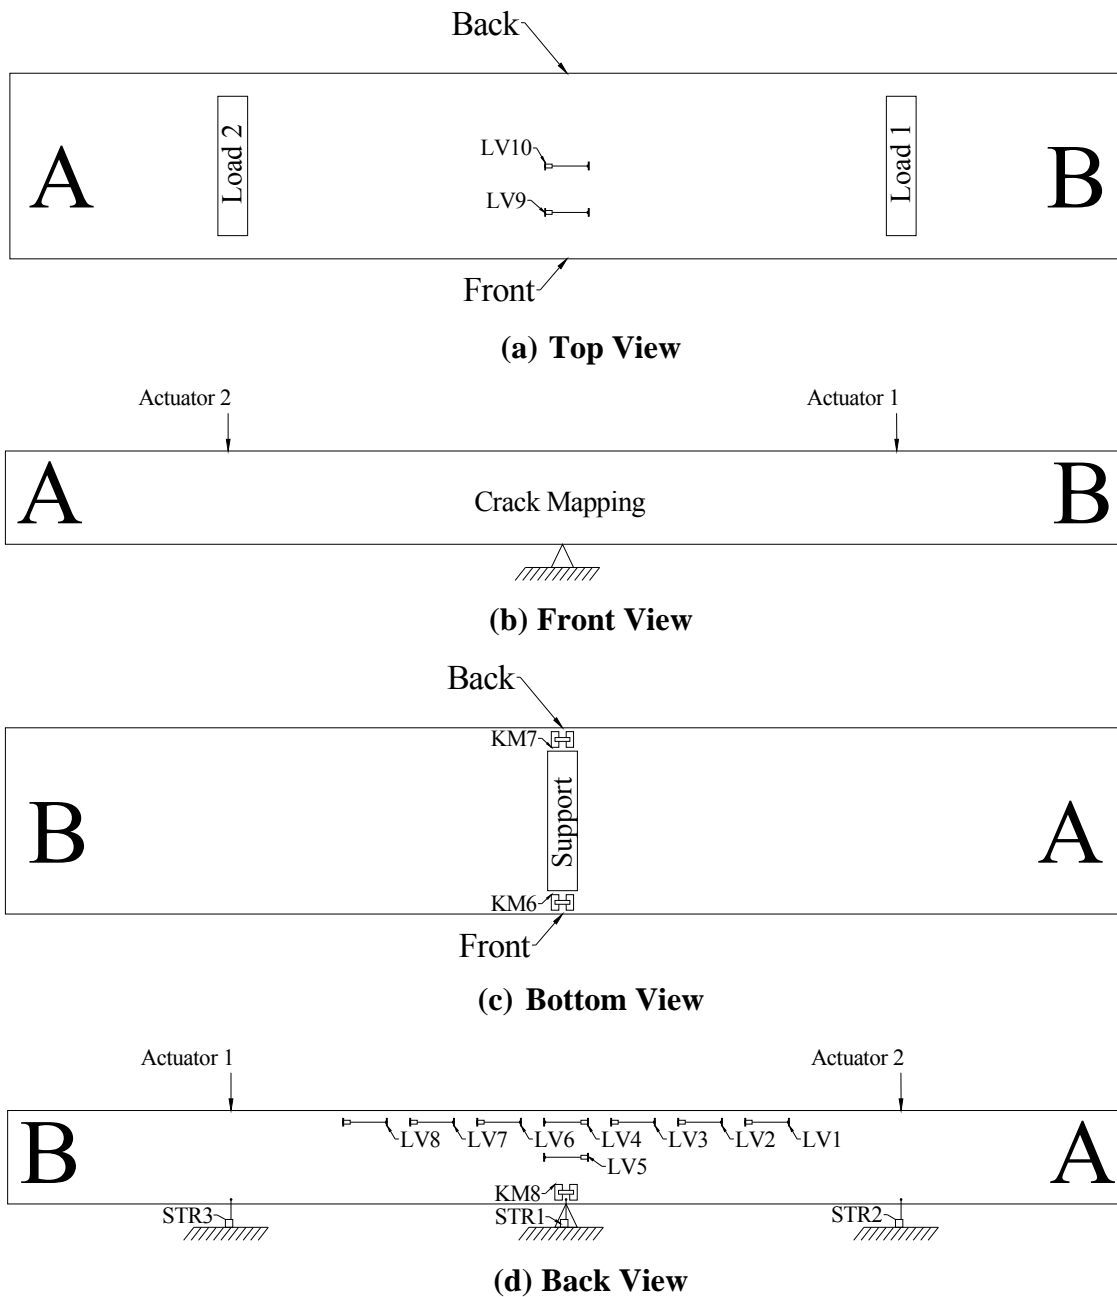 Back
A
Load 2
LV10
LV9
Load 1
B
Front
(a) Top View
Actuator 2
Actuator 1
A
Crack Mapping
B
(b) Front View
Back
KM7
B
Support
A
KM6
Front
(c) Bottom View
Actuator 1
Actuator 2
B
LV8
LV7
LV6
LV4
LV3
LV2
LV1
A
LV5
KM8
STR3
STR1
STR2
(d) Back View